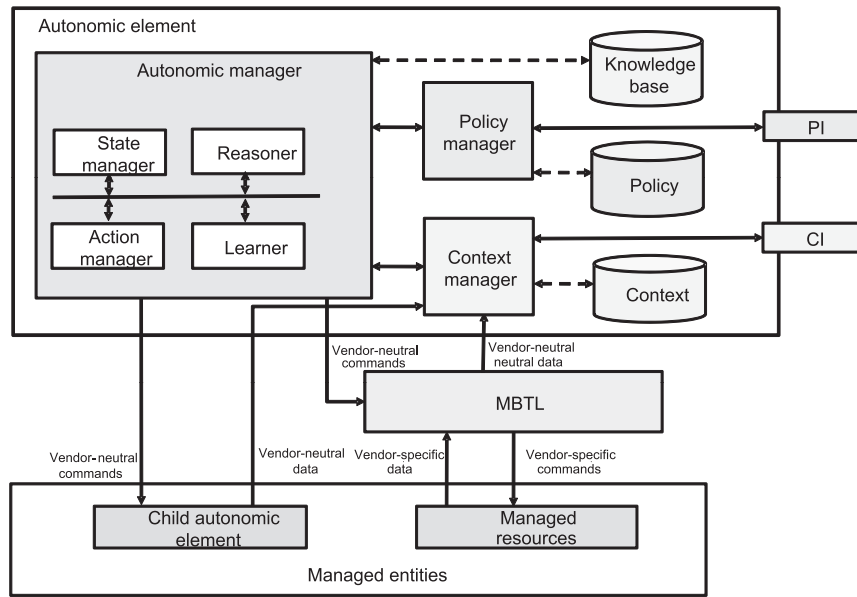 Autonomic element
Autonomic manager
State
manager
Reasoner
Action
manager
Learner
Policy
manager
Context
manager
Knowledge
base
Policy
Context
PI
CI
Vendor-neutral
commands
Vendor-neutral
neutral data
MBTL
Vendor-neutral
commands
Vendor-neutral
data
Vendor-specific
data
Vendor-specific
commands
Child autonomic
element
Managed
resources
Managed entities